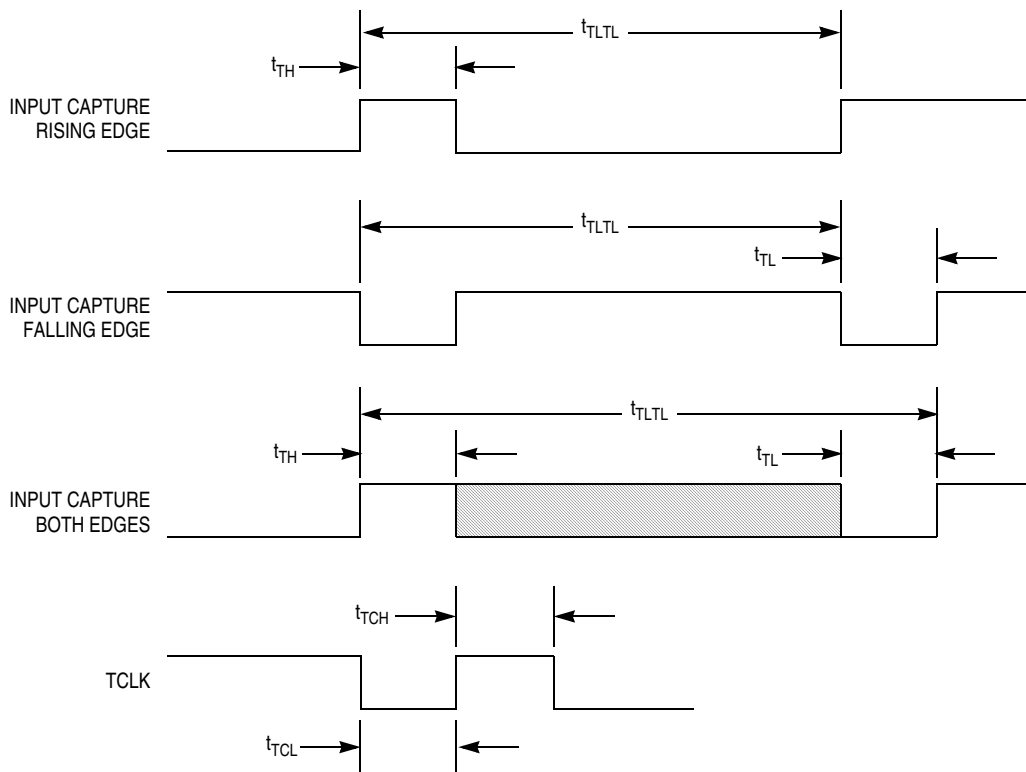 tTLTL
tTH
INPUT CAPTURE
RISING EDGE
tTLTL
tTL
INPUT CAPTURE
FALLING EDGE
tTLTL
tTH
tTL
INPUT CAPTURE
BOTH EDGES
tTCH
TCLK
tTCL